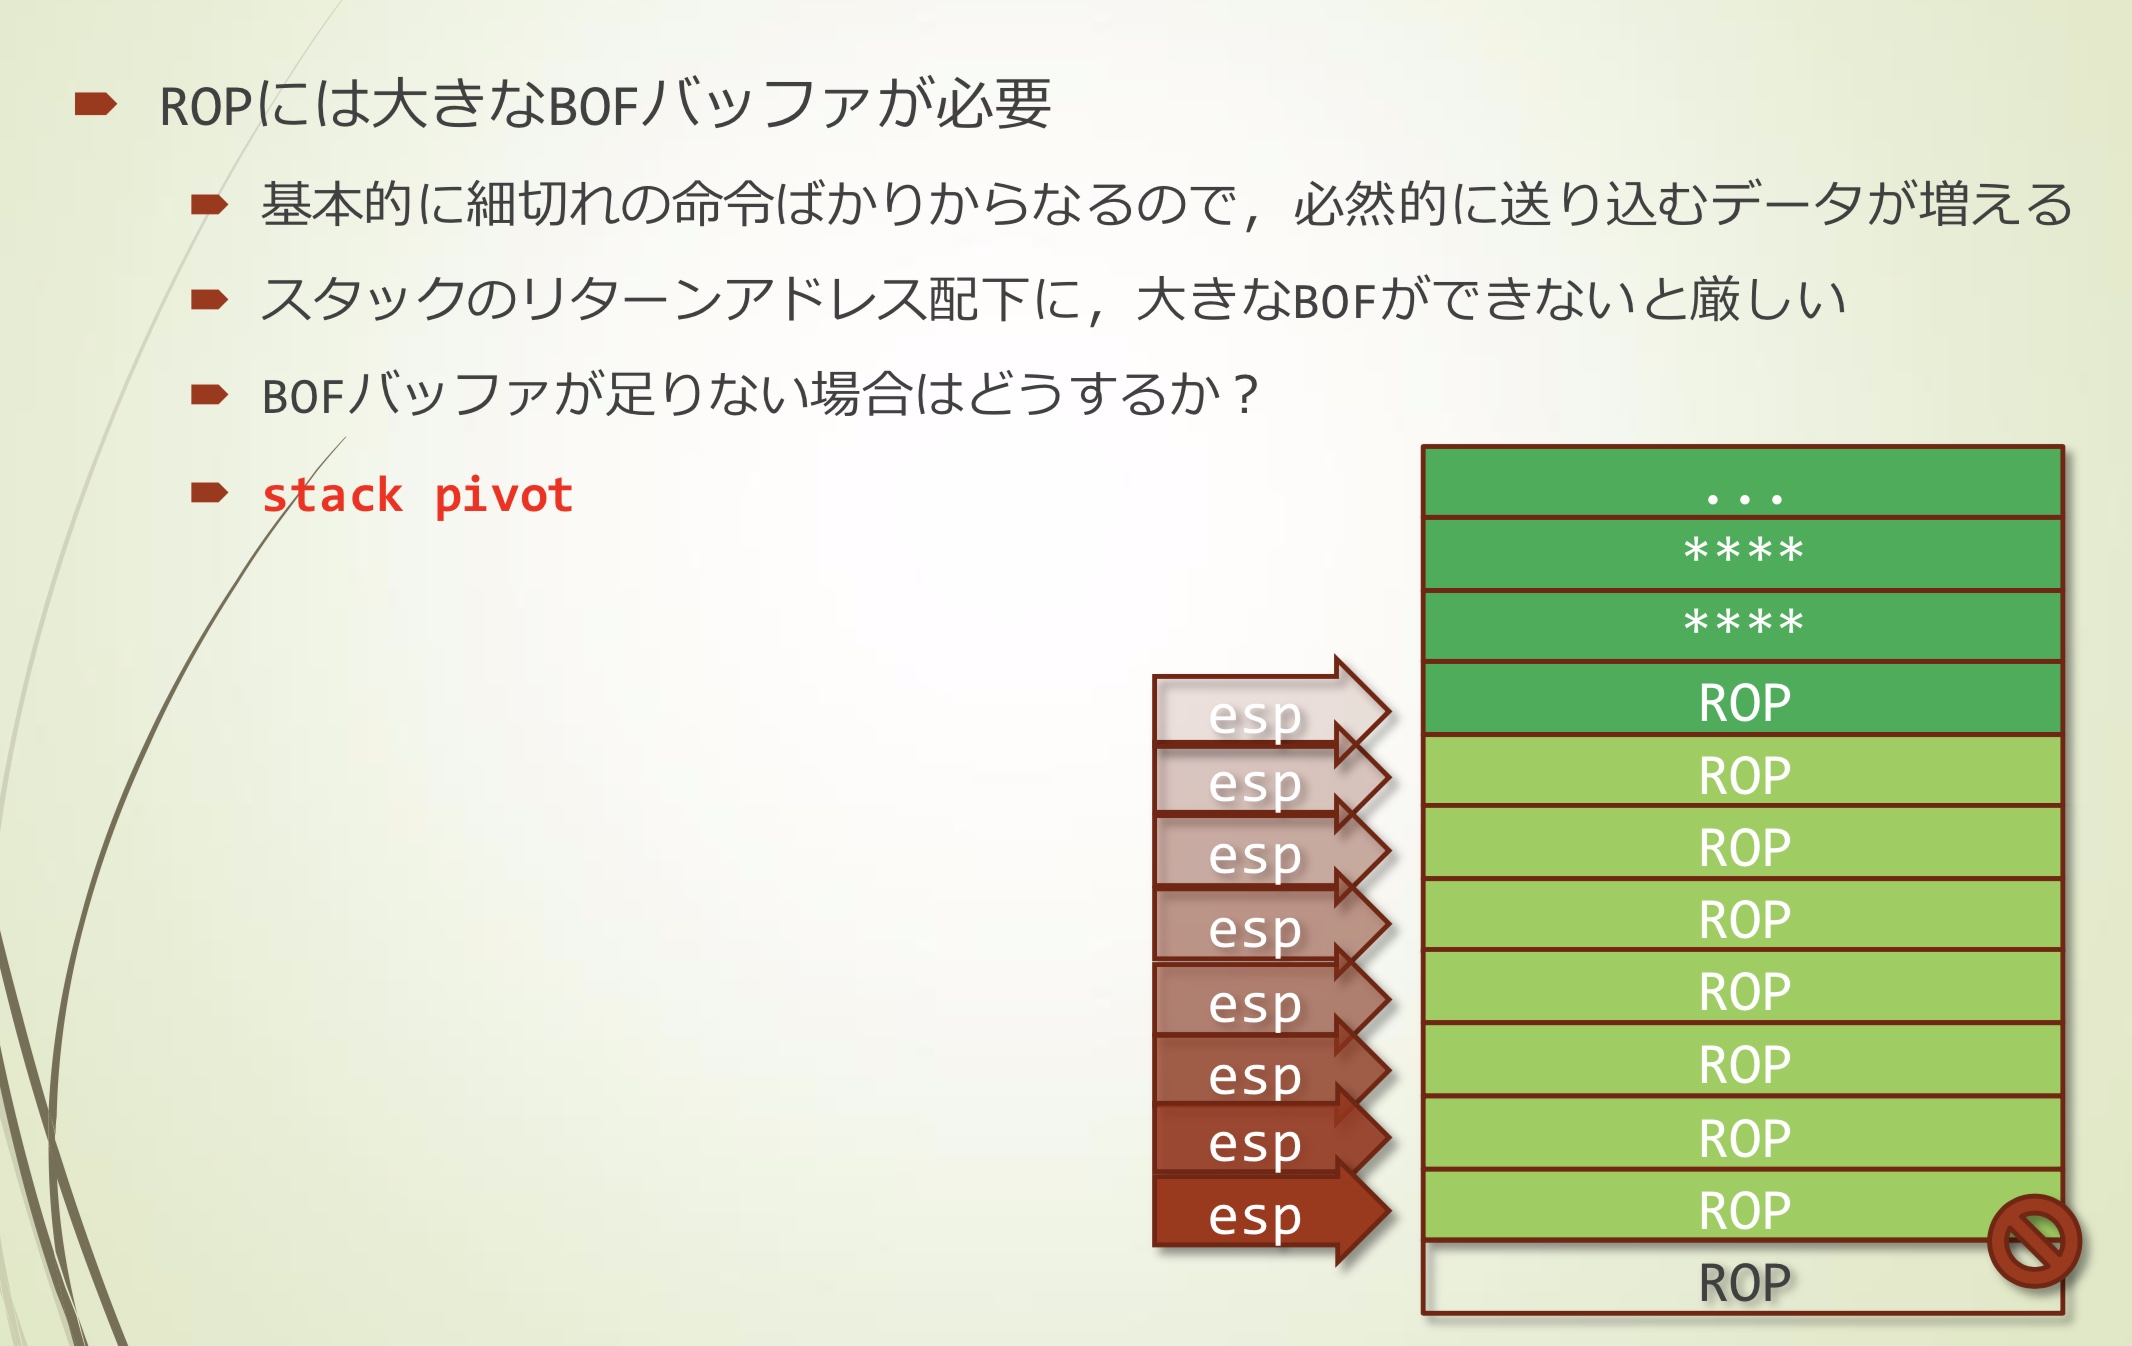 ROPには大きなBOFバッファが必要
基本的に細切れの命令ばかりからなるので，必然的に送り込むデータが増える
スタックのリターンアドレス配下に，大きなBOFができないと厳しい
BOFバッファが足りない場合はどうするか？
stack pivot
...
****
****
esp
ROP
esp
ROP
esp
ROP
esp
ROP
esp
ROP
esp
ROP
esp
ROP
esp
ROP
ROP